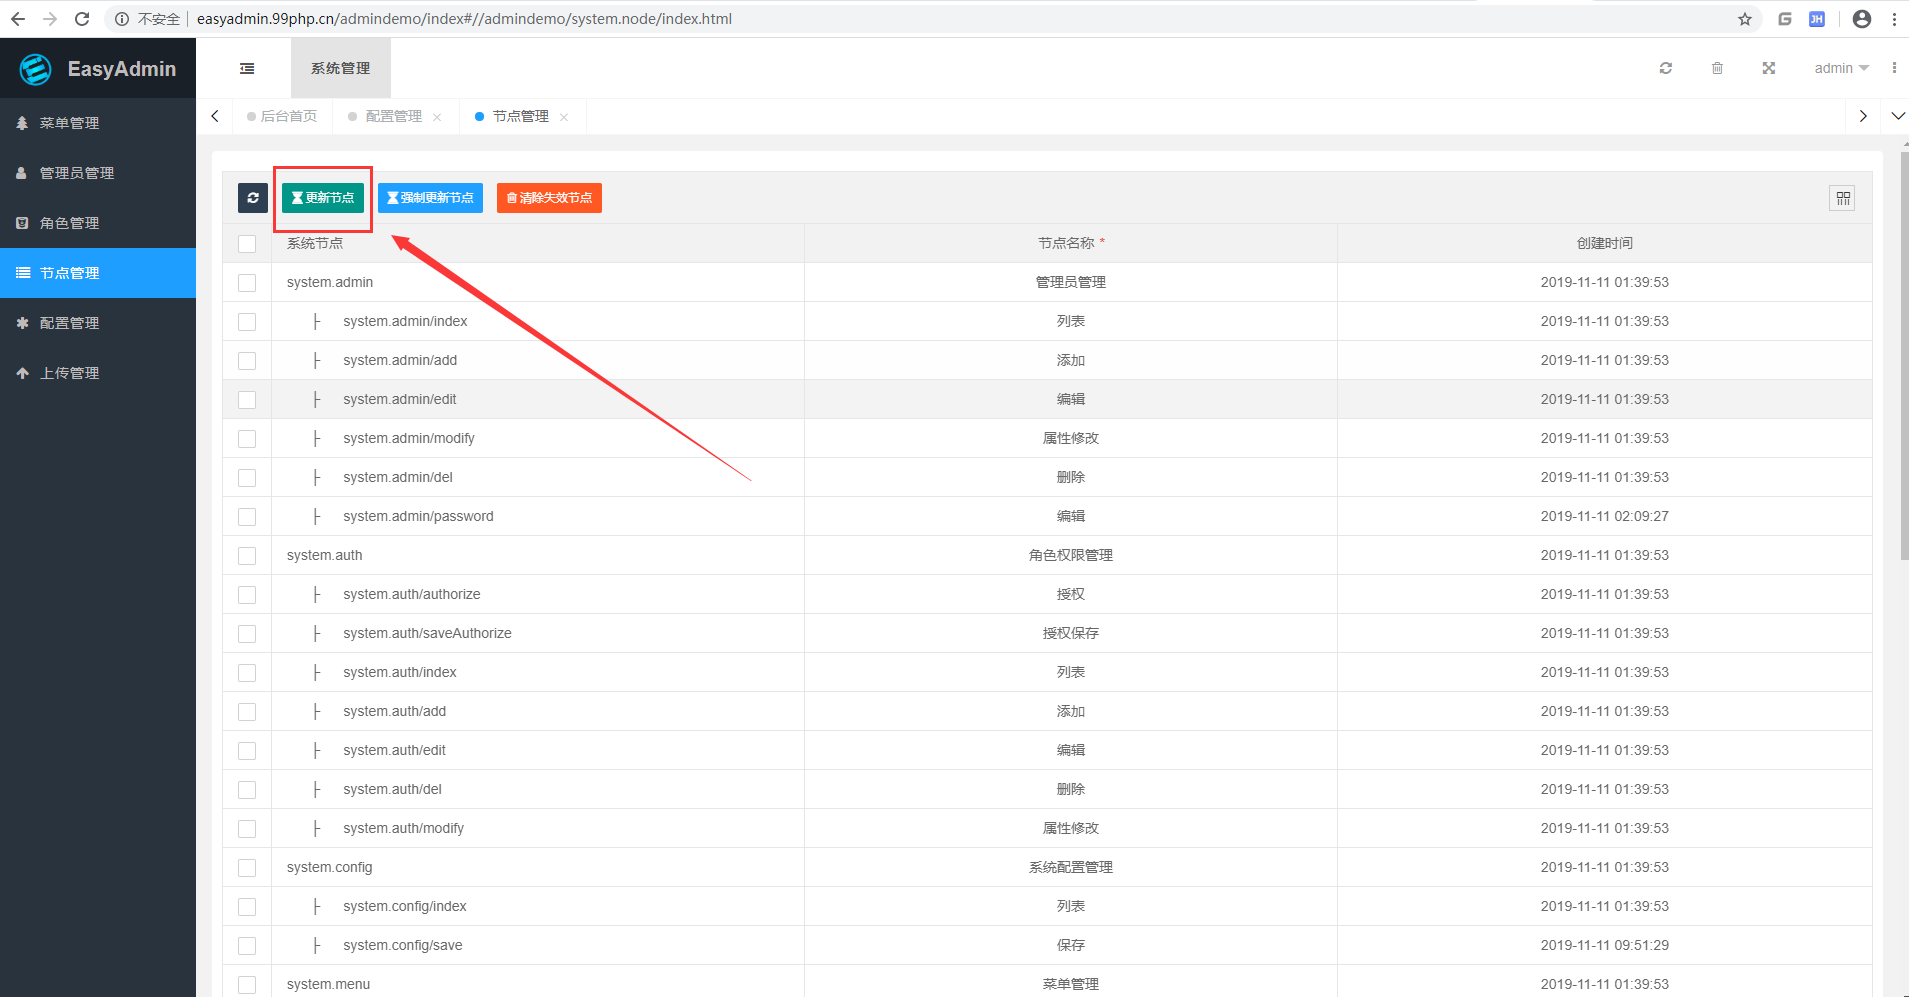 不安全 easyadmin.99php.cn/admindemo/index#//admindemo/system.node/index.html
G JH
EasyAdmin
系统管理
admin
后台首页 配置管理 节点管理
菜单管理
管理员管理
角色管理
节点管理
配置管理
上传管理
更新节点 强制更新节点 清除失效节点
系统节点 节点名称 * 创建时间
system.admin 管理员管理 2019-11-11 01:39:53
├ system.admin/index 列表 2019-11-11 01:39:53
├ system.admin/add 添加 2019-11-11 01:39:53
├ system.admin/edit 编辑 2019-11-11 01:39:53
├ system.admin/modify 属性修改 2019-11-11 01:39:53
├ system.admin/del 删除 2019-11-11 01:39:53
├ system.admin/password 编辑 2019-11-11 02:09:27
system.auth 角色权限管理 2019-11-11 01:39:53
├ system.auth/authorize 授权 2019-11-11 01:39:53
├ system.auth/saveAuthorize 授权保存 2019-11-11 01:39:53
├ system.auth/index 列表 2019-11-11 01:39:53
├ system.auth/add 添加 2019-11-11 01:39:53
├ system.auth/edit 编辑 2019-11-11 01:39:53
├ system.auth/del 删除 2019-11-11 01:39:53
├ system.auth/modify 属性修改 2019-11-11 01:39:53
system.config 系统配置管理 2019-11-11 01:39:53
├ system.config/index 列表 2019-11-11 01:39:53
├ system.config/save 保存 2019-11-11 09:51:29
system.menu 菜单管理 2019-11-11 01:39:53